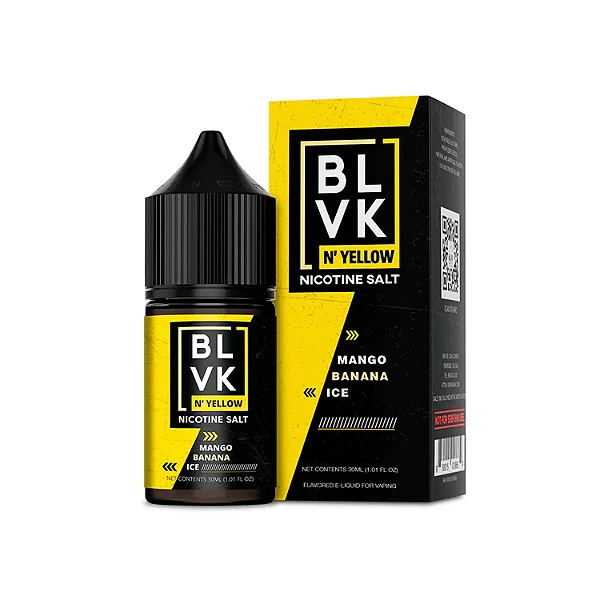 BL
VK
N' YELLOW
NICOTINE SALT
MANGO
BANANA
ICE
NET CONTENTS 30ML (1.01 FL OZ)
BL
VK
N' YELLOW
NICOTINE SALT
MANGO
BANANA
ICE
NET CONTENTS 30ML (1.01 FL OZ)
FLAVORED E-LIQUID FOR VAPING